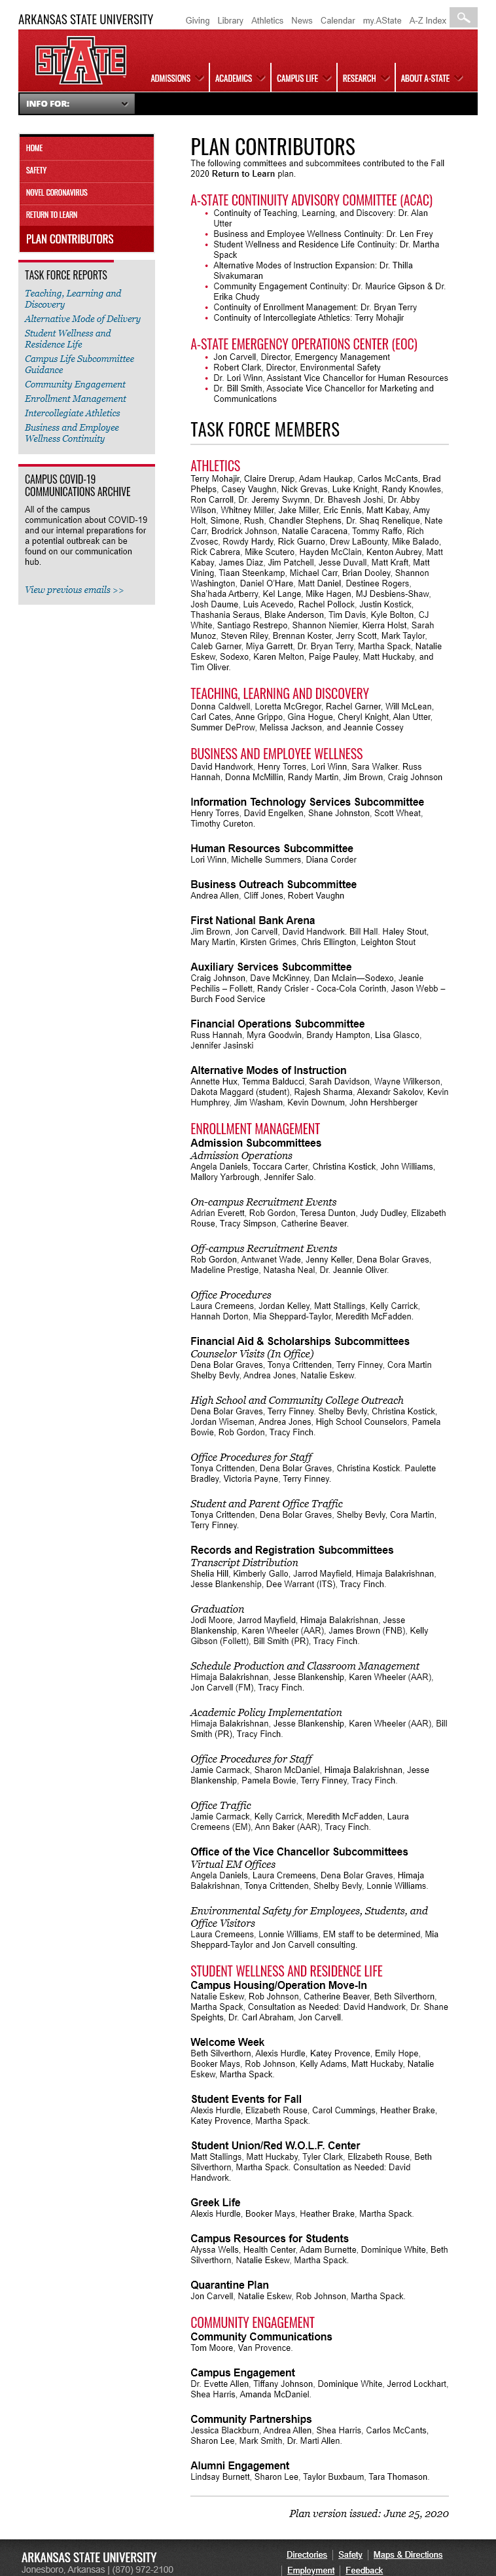 ARKANSAS STATE UNIVERSITY
Giving Library Athletics News Calendar my.AState A-Z Index
STATE
ADMISSIONS ACADEMICS CAMPUS LIFE RESEARCH ABOUT A-STATE
INFO FOR:
HOME
SAFETY
NOVEL CORONAVIRUS
RETURN TO LEARN
PLAN CONTRIBUTORS
TASK FORCE REPORTS
Teaching, Learning and
Discovery
Alternative Mode of Delivery
Student Wellness and
Residence Life
Campus Life Subcommittee
Guidance
Community Engagement
Enrollment Management
Intercollegiate Athletics
Business and Employee
Wellness Continuity
CAMPUS COVID-19
COMMUNICATIONS ARCHIVE
All of the campus
communication about COVID-19
and our internal preparations for
a potential outbreak can be
found on our communication
hub.
View previous emails >>
PLAN CONTRIBUTORS
The following committees and subcommitees contributed to the Fall
2020 Return to Learn plan.
A-STATE CONTINUITY ADVISORY COMMITTEE (ACAC)
Continuity of Teaching, Learning, and Discovery: Dr. Alan
Utter
Business and Employee Wellness Continuity: Dr. Len Frey
Student Wellness and Residence Life Continuity: Dr. Martha
Spack
Alternative Modes of Instruction Expansion: Dr. Thilla
Sivakumaran
Community Engagement Continuity: Dr. Maurice Gipson & Dr.
Erika Chudy
Continuity of Enrollment Management: Dr. Bryan Terry
Continuity of Intercollegiate Athletics: Terry Mohajir
A-STATE EMERGENCY OPERATIONS CENTER (EOC)
Jon Carvell, Director, Emergency Management
Robert Clark, Director, Environmental Safety
Dr. Lori Winn, Assistant Vice Chancellor for Human Resources
Dr. Bill Smith, Associate Vice Chancellor for Marketing and
Communications
TASK FORCE MEMBERS
ATHLETICS
Terry Mohajir, Claire Drerup, Adam Haukap, Carlos McCants, Brad
Phelps, Casey Vaughn, Nick Grevas, Luke Knight, Randy Knowles,
Ron Carroll, Dr. Jeremy Swymn, Dr. Bhavesh Joshi, Dr. Abby
Wilson, Whitney Miller, Jake Miller, Eric Ennis, Matt Kabay, Amy
Holt, Simone, Rush, Chandler Stephens, Dr. Shaq Renelique, Nate
Carr, Brodrick Johnson, Natalie Caracena, Tommy Raffo, Rich
Zvosec, Rowdy Hardy, Rick Guarno, Drew LaBounty, Mike Balado,
Rick Cabrera, Mike Scutero, Hayden McClain, Kenton Aubrey, Matt
Kabay, James Diaz, Jim Patchell, Jesse Duvall, Matt Kraft, Matt
Vining, Tiaan Steenkamp, Michael Carr, Brian Dooley, Shannon
Washington, Daniel O'Hare, Matt Daniel, Destinee Rogers,
Sha'hada Artberry, Kel Lange, Mike Hagen, MJ Desbiens-Shaw,
Josh Daume, Luis Acevedo, Rachel Pollock, Justin Kostick,
Thashania Seraus, Blake Anderson, Tim Davis, Kyle Bolton, CJ
White, Santiago Restrepo, Shannon Niemier, Kierra Holst, Sarah
Munoz, Steven Riley, Brennan Koster, Jerry Scott, Mark Taylor,
Caleb Garner, Miya Garrett, Dr. Bryan Terry, Martha Spack, Natalie
Eskew, Sodexo, Karen Melton, Paige Pauley, Matt Huckaby, and
Tim Oliver.
TEACHING, LEARNING AND DISCOVERY
Donna Caldwell, Loretta McGregor, Rachel Garner, Will McLean,
Carl Cates, Anne Grippo, Gina Hogue, Cheryl Knight, Alan Utter,
Summer DeProw, Melissa Jackson, and Jeannie Cossey
BUSINESS AND EMPLOYEE WELLNESS
David Handwork, Henry Torres, Lori Winn, Sara Walker. Russ
Hannah, Donna McMillin, Randy Martin, Jim Brown, Craig Johnson
Information Technology Services Subcommittee
Henry Torres, David Engelken, Shane Johnston, Scott Wheat,
Timothy Cureton.
Human Resources Subcommittee
Lori Winn, Michelle Summers, Diana Corder
Business Outreach Subcommittee
Andrea Allen, Cliff Jones, Robert Vaughn
First National Bank Arena
Jim Brown, Jon Carvell, David Handwork. Bill Hall. Haley Stout,
Mary Martin, Kirsten Grimes, Chris Ellington, Leighton Stout
Auxiliary Services Subcommittee
Craig Johnson, Dave McKinney, Dan McIain—Sodexo, Jeanie
Pechilis – Follett, Randy Crisler - Coca-Cola Corinth, Jason Webb –
Burch Food Service
Financial Operations Subcommittee
Russ Hannah, Myra Goodwin, Brandy Hampton, Lisa Glasco,
Jennifer Jasinski
Alternative Modes of Instruction
Annette Hux, Temma Balducci, Sarah Davidson, Wayne Wilkerson,
Dakota Maggard (student), Rajesh Sharma, Alexandr Sakolov, Kevin
Humphrey, Jim Washam, Kevin Downum, John Hershberger
ENROLLMENT MANAGEMENT
Admission Subcommittees
Admission Operations
Angela Daniels, Toccara Carter, Christina Kostick, John Williams,
Mallory Yarbrough, Jennifer Salo.
On-campus Recruitment Events
Adrian Everett, Rob Gordon, Teresa Dunton, Judy Dudley, Elizabeth
Rouse, Tracy Simpson, Catherine Beaver.
Off-campus Recruitment Events
Rob Gordon, Antwanet Wade, Jenny Keller, Dena Bolar Graves,
Madeline Prestige, Natasha Neal, Dr. Jeannie Oliver.
Office Procedures
Laura Cremeens, Jordan Kelley, Matt Stallings, Kelly Carrick,
Hannah Dorton, Mia Sheppard-Taylor, Meredith McFadden.
Financial Aid & Scholarships Subcommittees
Counselor Visits (In Office)
Dena Bolar Graves, Tonya Crittenden, Terry Finney, Cora Martin
Shelby Bevly, Andrea Jones, Natalie Eskew.
High School and Community College Outreach
Dena Bolar Graves, Terry Finney. Shelby Bevly, Christina Kostick,
Jordan Wiseman, Andrea Jones, High School Counselors, Pamela
Bowie, Rob Gordon, Tracy Finch.
Office Procedures for Staff
Tonya Crittenden, Dena Bolar Graves, Christina Kostick. Paulette
Bradley, Victoria Payne, Terry Finney.
Student and Parent Office Traffic
Tonya Crittenden, Dena Bolar Graves, Shelby Bevly, Cora Martin,
Terry Finney.
Records and Registration Subcommittees
Transcript Distribution
Shelia Hill, Kimberly Gallo, Jarrod Mayfield, Himaja Balakrishnan,
Jesse Blankenship, Dee Warrant (ITS), Tracy Finch.
Graduation
Jodi Moore, Jarrod Mayfield, Himaja Balakrishnan, Jesse
Blankenship, Karen Wheeler (AAR), James Brown (FNB), Kelly
Gibson (Follett), Bill Smith (PR), Tracy Finch.
Schedule Production and Classroom Management
Himaja Balakrishnan, Jesse Blankenship, Karen Wheeler (AAR),
Jon Carvell (FM), Tracy Finch.
Academic Policy Implementation
Himaja Balakrishnan, Jesse Blankenship, Karen Wheeler (AAR), Bill
Smith (PR), Tracy Finch.
Office Procedures for Staff
Jamie Carmack, Sharon McDaniel, Himaja Balakrishnan, Jesse
Blankenship, Pamela Bowie, Terry Finney, Tracy Finch.
Office Traffic
Jamie Carmack, Kelly Carrick, Meredith McFadden, Laura
Cremeens (EM), Ann Baker (AAR), Tracy Finch.
Office of the Vice Chancellor Subcommittees
Virtual EM Offices
Angela Daniels, Laura Cremeens, Dena Bolar Graves, Himaja
Balakrishnan, Tonya Crittenden, Shelby Bevly, Lonnie Williams.
Environmental Safety for Employees, Students, and
Office Visitors
Laura Cremeens, Lonnie Williams, EM staff to be determined, Mia
Sheppard-Taylor and Jon Carvell consulting.
STUDENT WELLNESS AND RESIDENCE LIFE
Campus Housing/Operation Move-In
Natalie Eskew, Rob Johnson, Catherine Beaver, Beth Silverthorn,
Martha Spack, Consultation as Needed: David Handwork, Dr. Shane
Speights, Dr. Carl Abraham, Jon Carvell.
Welcome Week
Beth Silverthorn, Alexis Hurdle, Katey Provence, Emily Hope,
Booker Mays, Rob Johnson, Kelly Adams, Matt Huckaby, Natalie
Eskew, Martha Spack.
Student Events for Fall
Alexis Hurdle, Elizabeth Rouse, Carol Cummings, Heather Brake,
Katey Provence, Martha Spack.
Student Union/Red W.O.L.F. Center
Matt Stallings, Matt Huckaby, Tyler Clark, Elizabeth Rouse, Beth
Silverthorn, Martha Spack. Consultation as Needed: David
Handwork.
Greek Life
Alexis Hurdle, Booker Mays, Heather Brake, Martha Spack.
Campus Resources for Students
Alyssa Wells, Health Center, Adam Burnette, Dominique White, Beth
Silverthorn, Natalie Eskew, Martha Spack.
Quarantine Plan
Jon Carvell, Natalie Eskew, Rob Johnson, Martha Spack.
COMMUNITY ENGAGEMENT
Community Communications
Tom Moore, Van Provence.
Campus Engagement
Dr. Evette Allen, Tiffany Johnson, Dominique White, Jerrod Lockhart,
Shea Harris, Amanda McDaniel.
Community Partnerships
Jessica Blackburn, Andrea Allen, Shea Harris, Carlos McCants,
Sharon Lee, Mark Smith, Dr. Marti Allen.
Alumni Engagement
Lindsay Burnett, Sharon Lee, Taylor Buxbaum, Tara Thomason.
Plan version issued: June 25, 2020
ARKANSAS STATE UNIVERSITY
Jonesboro, Arkansas | (870) 972-2100
Directories Safety Maps & Directions
Employment Feedback